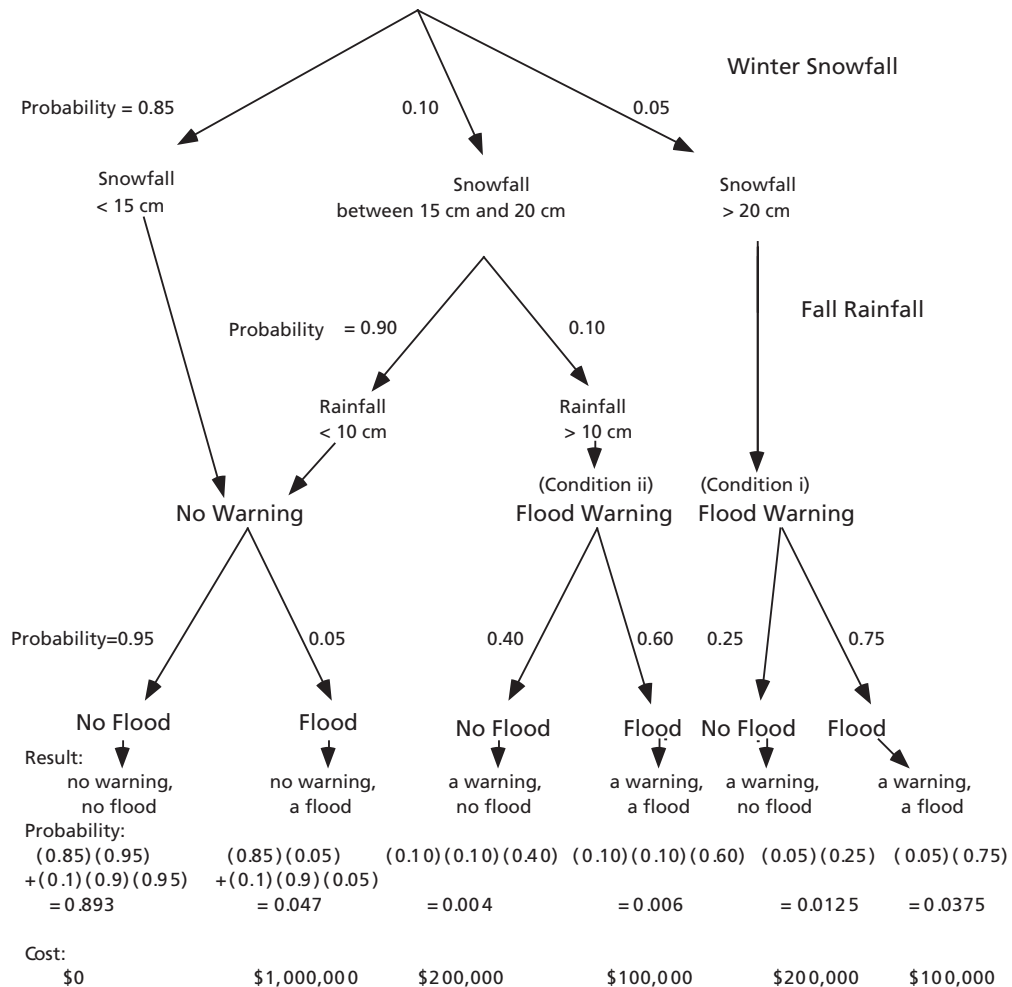 Winter Snowfall
Probability = 0.85 0.10 0.05
Snowfall
< 15 cm
Snowfall
between 15 cm and 20 cm
Snowfall
> 20 cm
Fall Rainfall
Probability = 0.90 0.10
Rainfall
< 10 cm
Rainfall
> 10 cm
(Condition ii) (Condition i)
No Warning Flood Warning Flood Warning
Probability=0.95 0.05 0.40 0.60 0.25 0.75
No Flood Flood No Flood Flood No Flood Flood
Result:
no warning, no warning, a warning, a warning, a warning, a warning,
no flood a flood no flood a flood no flood a flood
Probability:
(0.85)(0.95) (0.85)(0.05) (0.10)(0.10)(0.40) (0.10)(0.10)(0.60) (0.05)(0.25) (0.05)(0.75)
+(0.1)(0.9)(0.95) +(0.1)(0.9)(0.05)
=0.893 =0.047 =0.004 =0.006 =0.0125 =0.0375
Cost:
$0 $1,000,000 $200,000 $100,000 $200,000 $100,000